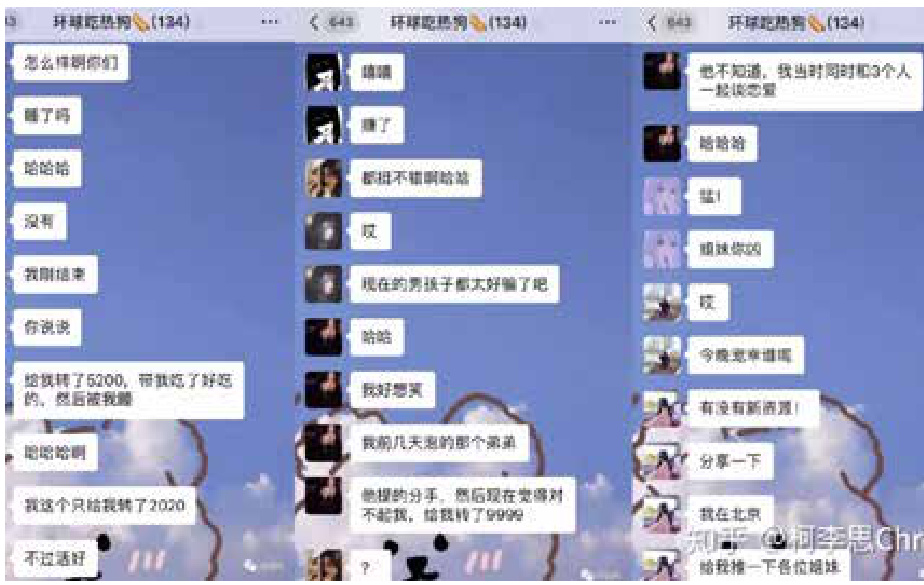 环球吃热狗🌭(134)
怎么样啊你们
睡了吗
哈哈哈
没有
我刚结束
你说说
给我转了5200，带我吃了好吃
的，然后被我睡
哈哈哈啊
我这个只给我转了2020
不过活好
643
环球吃热狗🌭(134)
嘻嘻
赚了
都挺不错啊哈哈
哎
现在的男孩子都太好骗了吧
哈哈
我好想笑
我前几天泡的那个弟弟
他提的分手，然后现在觉得对
不起我，给我转了9999
？
643
环球吃热狗🌭(134)
他不知道，我当时同时和3个人
一起谈恋爱
哈哈哈
猛！
姐妹你凶
哎
今晚宠幸谁呢
有没有新资源！
分享一下
我在北京
给我推一下各位姐妹
知乎 @柯李思Chr